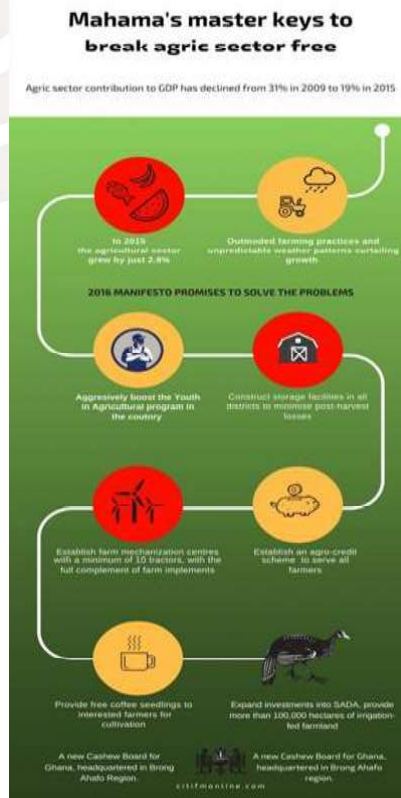 Mahama's master keys to
break agric sector free
Agric sector contribution to GDP has declined from 31% in 2009 to 19% in 2015
In 2015
the agricultural sector
grew by just 2.8%
Outmoded farming practices and
unpredictable weather patterns curtailing
growth
2016 MANIFESTO PROMISES TO SOLVE THE PROBLEMS
Aggresively boost the Youth
in Agricultural program in
the coutory
Construct storage facilities in all
districts to minimise post-harvest
losses
Establish farm mechanization centres
with a minimum of 10 tractors, with the
full complement of farm implements
Establish an agro-credit
scheme to serve all
farmers
Provide free coffee seedlings to
interested farmers for
cultivation
Expand investments into SADA, provide
more than 100,000 hectares of irrigation-
fed farmland
A new Cashew Board for
Ghana, headquartered in Brong
Ahafo Region.
A new Cashew Board for Ghana,
headquartered in Brong Ahafo
region.
citifmonline.com